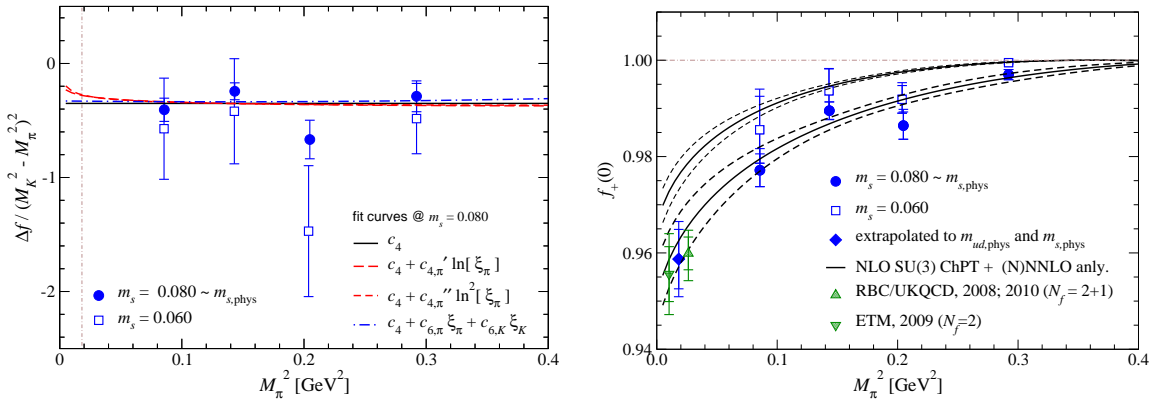 0
-1
-2
0
0.1
0.2
0.3
0.4
M_π^2 [GeV^2]
Δf / (M_K^2 - M_π^2)^2
m_s = 0.080 ~ m_{s,phys}
m_s = 0.060
fit curves @ m_s = 0.080
c_4
c_4 + c_{4,π}' ln[ ξ_π ]
c_4 + c_{4,π}'' ln^2[ ξ_π ]
c_4 + c_{6,π} ξ_π + c_{6,K} ξ_K
1.00
0.98
0.96
0.94
0.0
0.1
0.2
0.3
0.4
M_π^2 [GeV^2]
f_+(0)
m_s = 0.080 ~ m_{s,phys}
m_s = 0.060
extrapolated to m_{ud,phys} and m_{s,phys}
NLO SU(3) ChPT + (N)NNLO anly.
RBC/UKQCD, 2008; 2010 (N_f = 2+1)
ETM, 2009 (N_f=2)